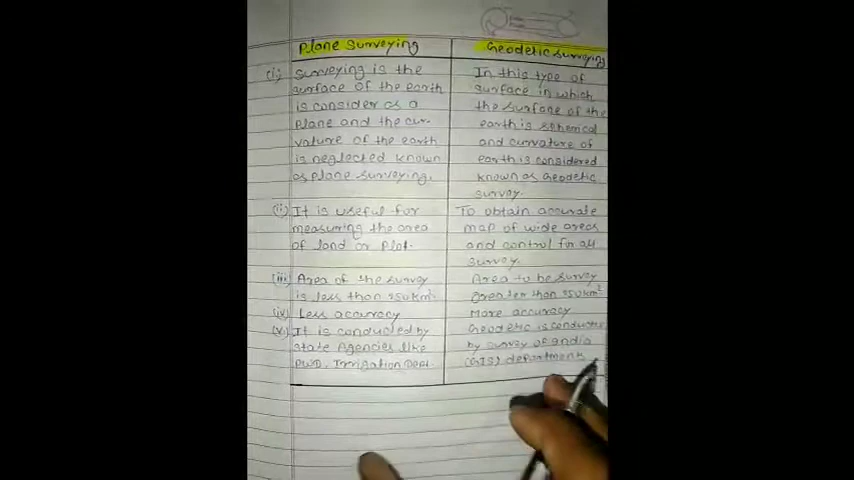 Plane Surveying
(i) Surveying is the
surface of the earth
is consider as a
plane and the cur-
vature of the earth
is neglected known
as plane surveying.
(ii) It is useful for
measuring the area
of land or plot.
(iii) Area of the survey
is less than 250 km²
(iv) Less accuracy
(v) It is conducted by
State Agencies like
PWD, Irrigation Dept
Geodetic surveying
In this type of
surface in which
the surface of the
earth is spherical
and curvature of
earth is considered
known as Geodetic
survey.
To obtain accurate
map of wide areas
and control for all
survey.
Area to be survey
greater than 250 km²
More accuracy
Geodetic is conducted
by survey of India
(GIS) department